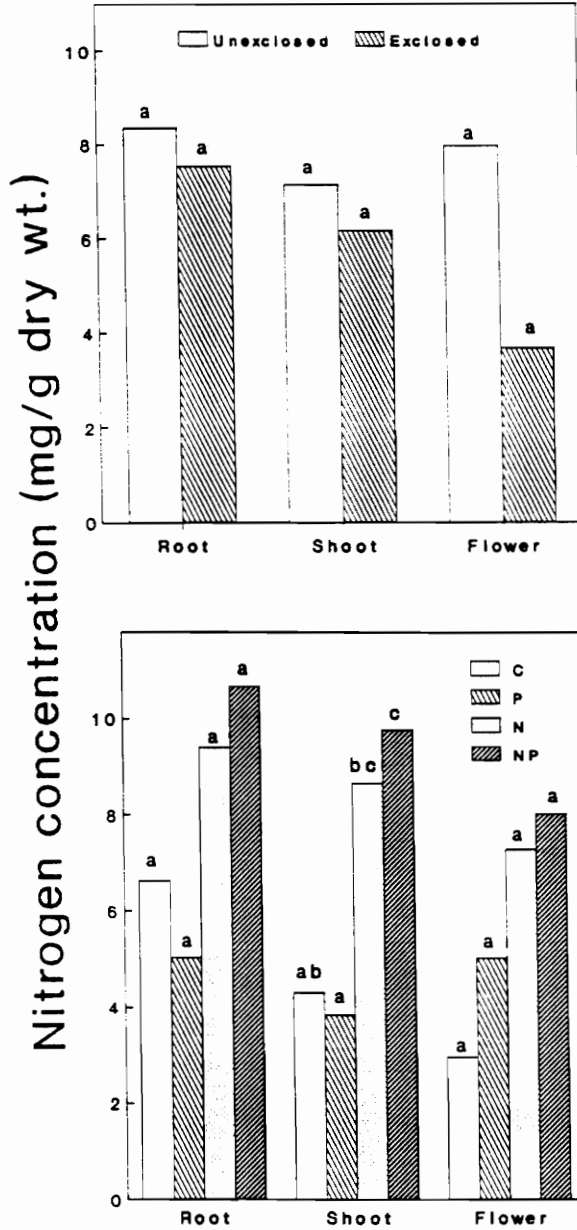 Nitrogen concentration (mg/g dry wt.)
Unexclosed Exclosed
10
8
6
4
2
0
a a a a a a
Root Shoot Flower
C
P
N
NP
10
8
6
4
2
0
a a a a
ab a bc c
a a a a
Root Shoot Flower